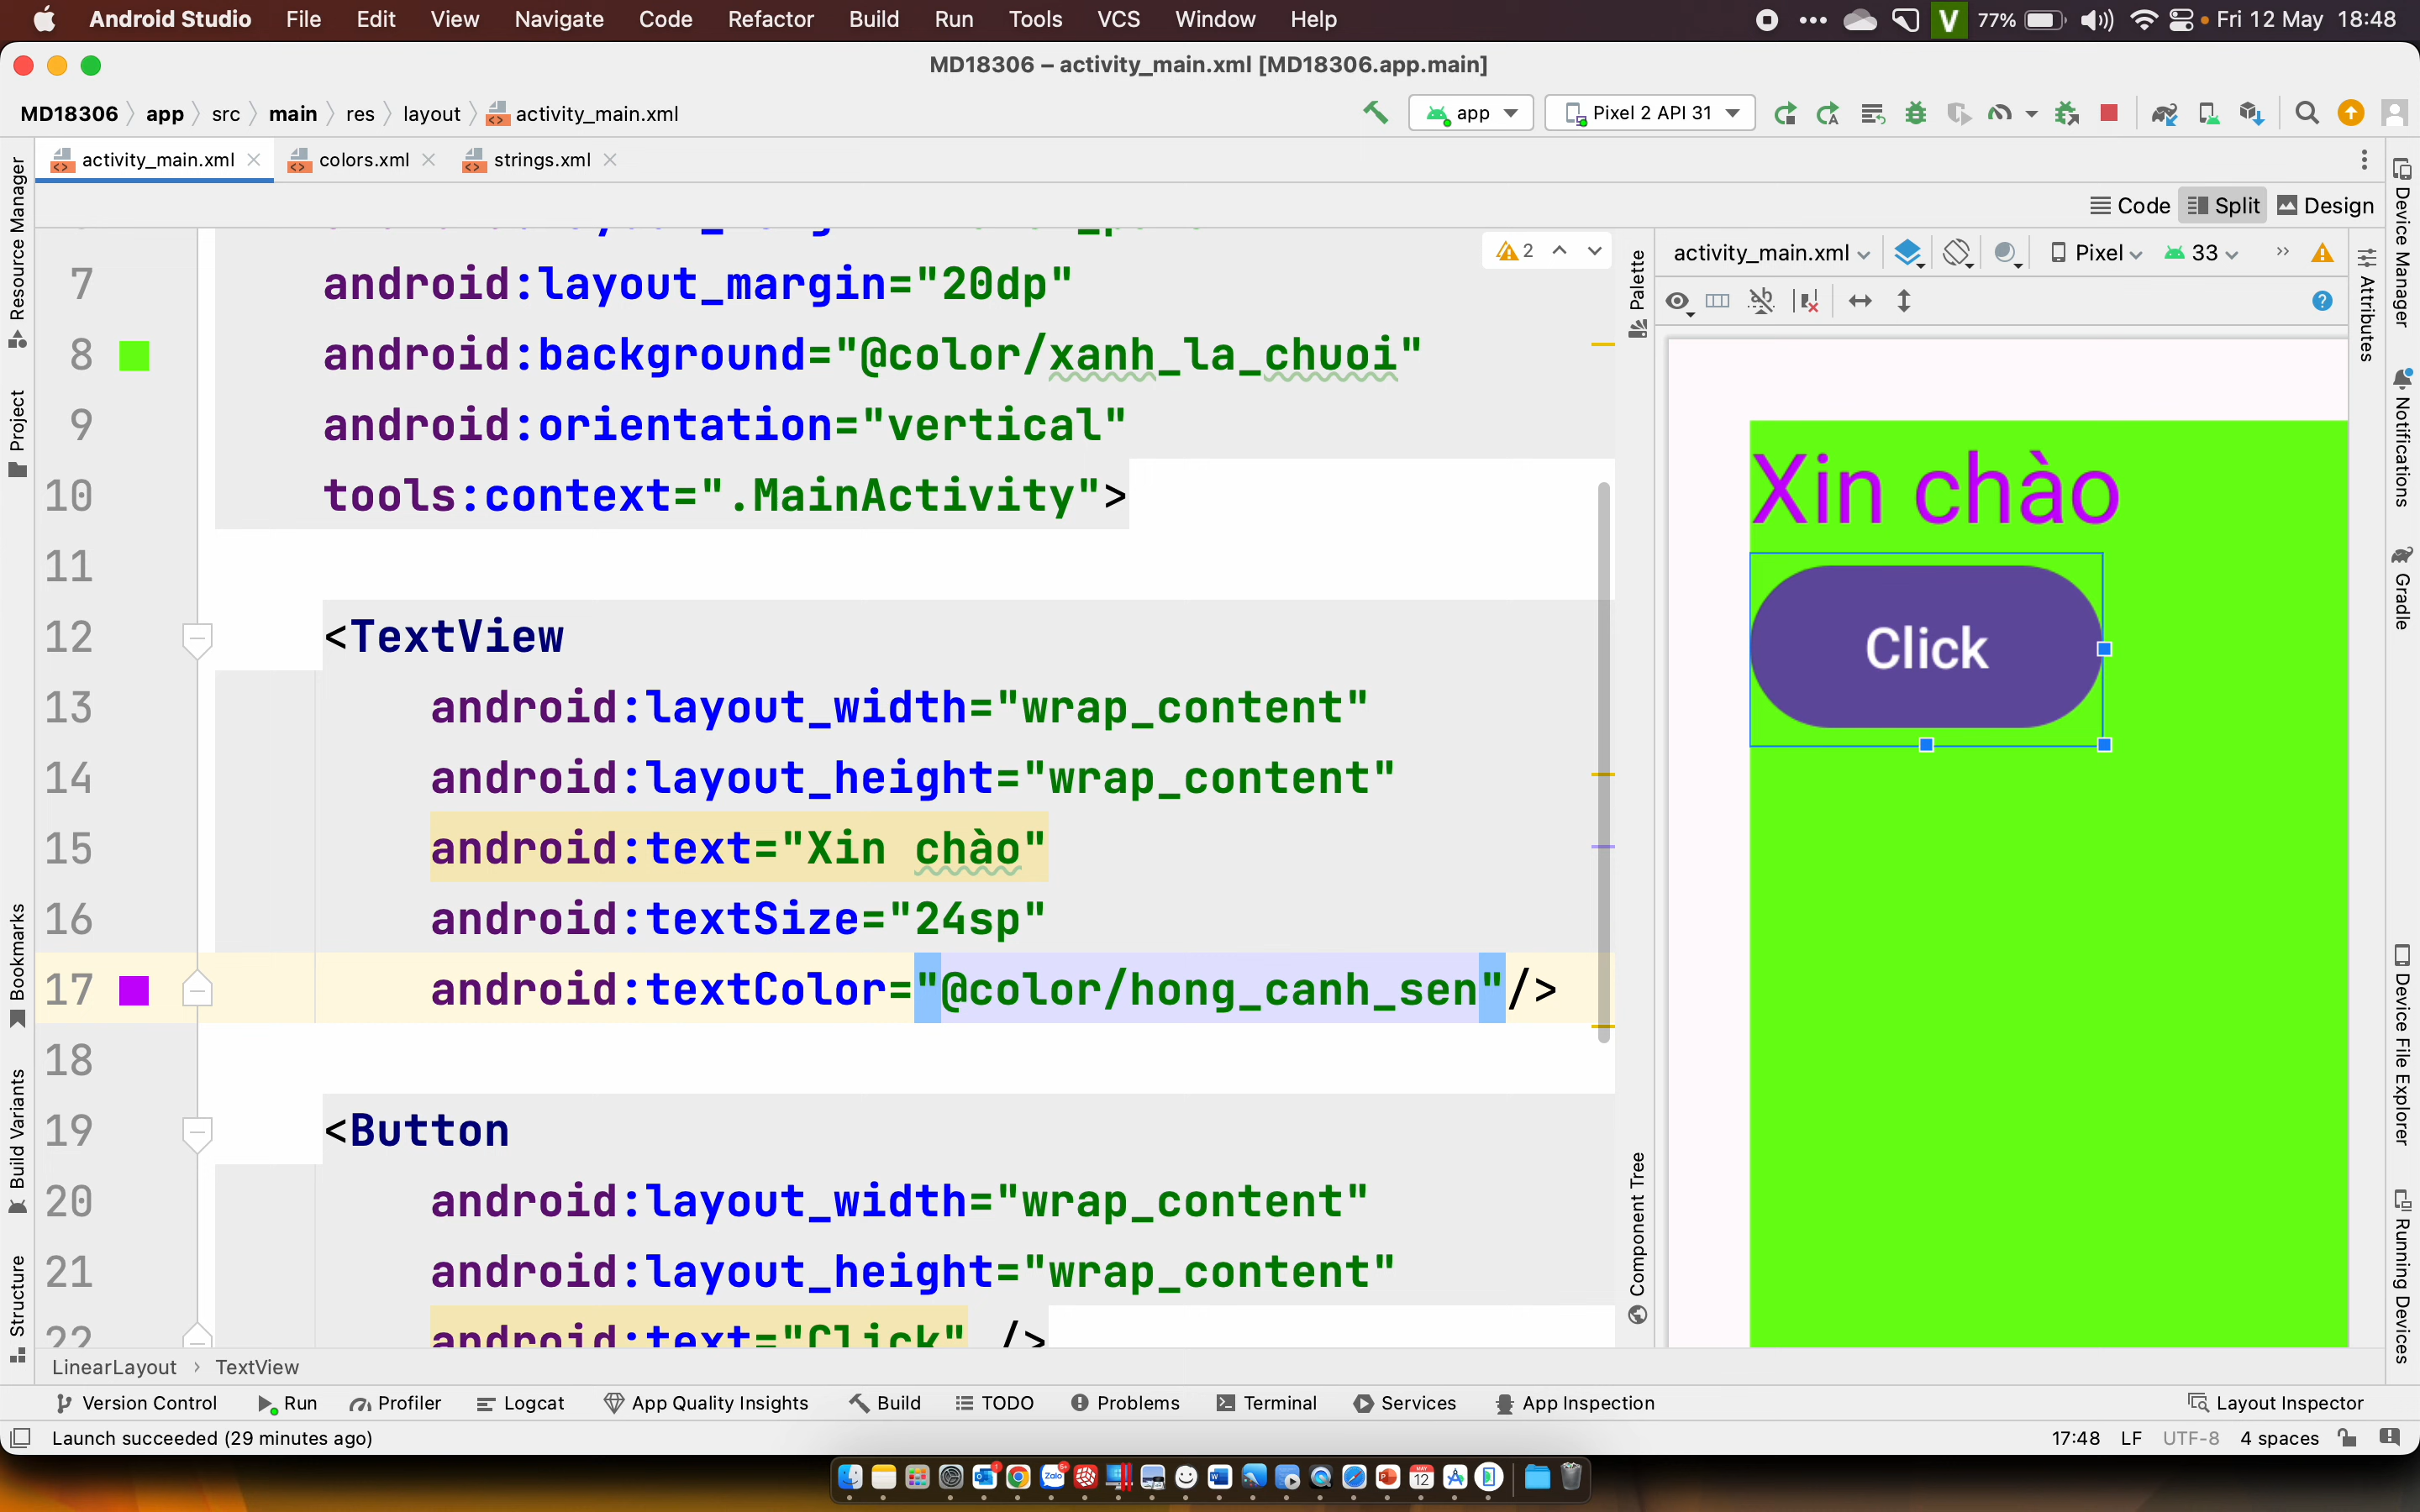 Android Studio File Edit View Navigate Code Refactor Build Run Tools VCS Window Help V 77% Fri 12 May 18:48
MD18306 – activity_main.xml [MD18306.app.main]
MD18306 app src main res layout activity_main.xml app Pixel 2 API 31
activity_main.xml colors.xml strings.xml
Code Split Design
2
activity_main.xml Pixel 33
7 android:layout_margin="20dp"
8 android:background="@color/xanh_la_chuoi"
9 android:orientation="vertical"
10 tools:context=".MainActivity">
11
12 <TextView
13 android:layout_width="wrap_content"
14 android:layout_height="wrap_content"
15 android:text="Xin chào"
16 android:textSize="24sp"
17 android:textColor="@color/hong_canh_sen"/>
18
19 <Button
20 android:layout_width="wrap_content"
21 android:layout_height="wrap_content"
22 android:text="Click" />
Xin chào
Click
Resource Manager
Project
Bookmarks
Build Variants
Structure
Palette
Component Tree
Attributes
Device Manager
Notifications
Gradle
Device File Explorer
Running Devices
LinearLayout › TextView
Version Control Run Profiler Logcat App Quality Insights Build TODO Problems Terminal Services App Inspection Layout Inspector
Launch succeeded (29 minutes ago) 17:48 LF UTF-8 4 spaces